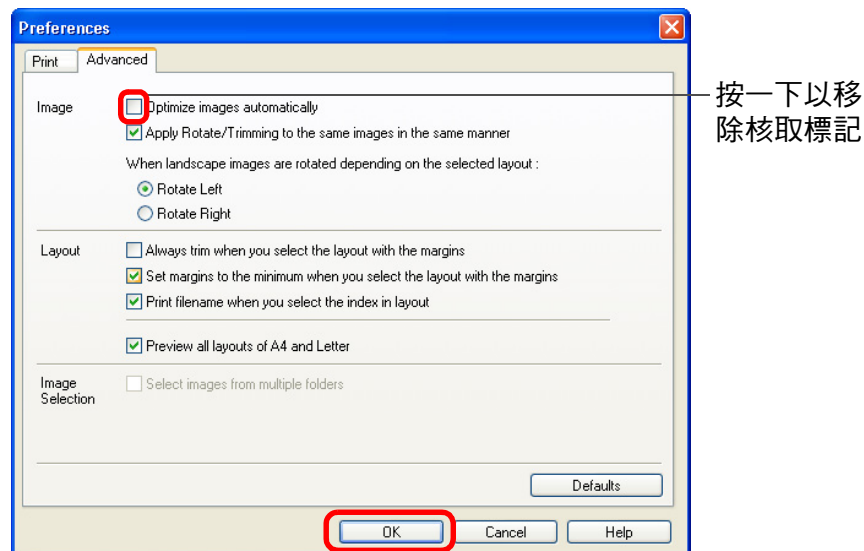 Preferences
Print Advanced
Image Optimize images automatically
按一下以移
除核取標記
Apply Rotate/Trimming to the same images in the same manner
When landscape images are rotated depending on the selected layout :
Rotate Left
Rotate Right
Layout Always trim when you select the layout with the margins
Set margins to the minimum when you select the layout with the margins
Print filename when you select the index in layout
Preview all layouts of A4 and Letter
Image
Selection
Select images from multiple folders
Defaults
OK Cancel Help